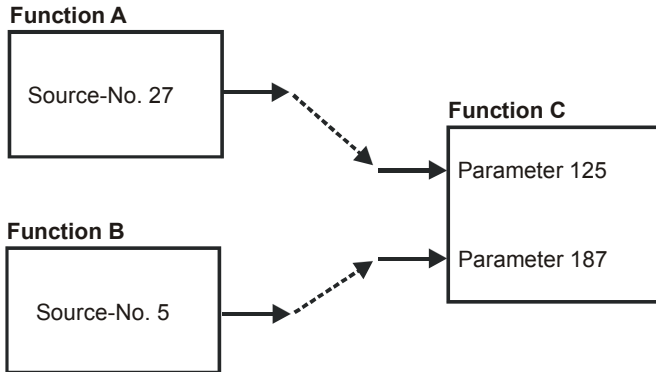 Function A
Source-No. 27
Function C
Parameter 125
Function B
Parameter 187
Source-No. 5